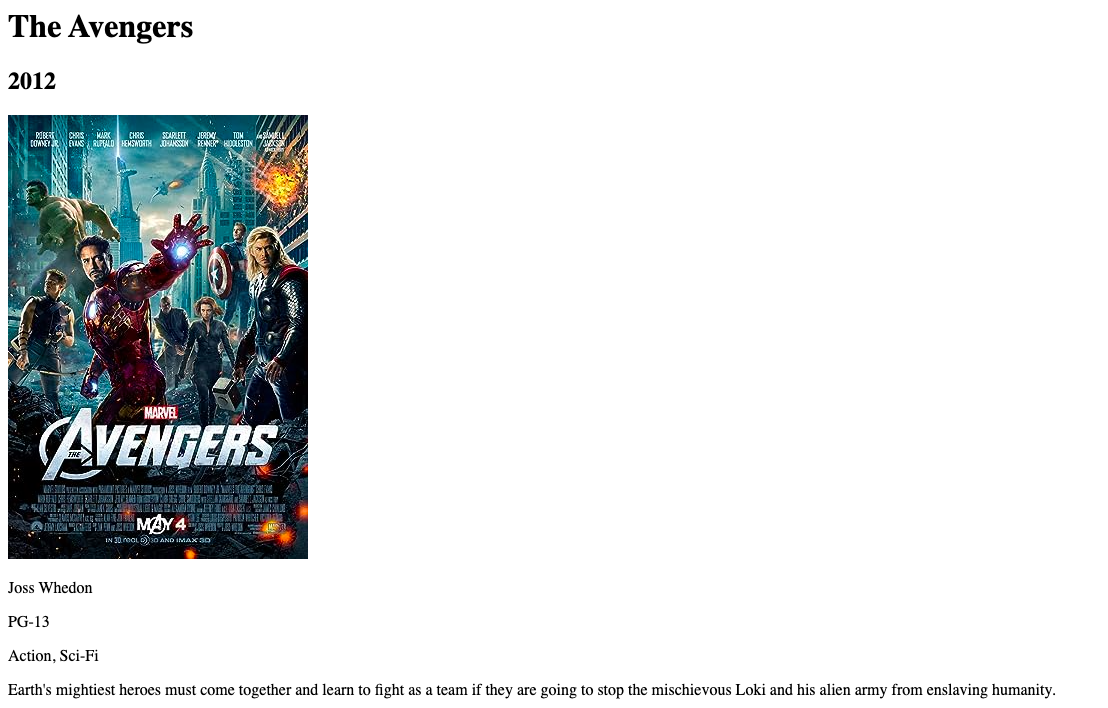 The Avengers
2012
ROBERT DOWNEY JR. CHRIS EVANS MARK RUFFALO CHRIS HEMSWORTH SCARLETT JOHANSSON JEREMY RENNER TOM HIDDLESTON AND SAMUEL L. JACKSON
MARVEL
THE AVENGERS
MAY 4
IN 3D, REAL D 3D AND IMAX 3D
Joss Whedon
PG-13
Action, Sci-Fi
Earth's mightiest heroes must come together and learn to fight as a team if they are going to stop the mischievous Loki and his alien army from enslaving humanity.